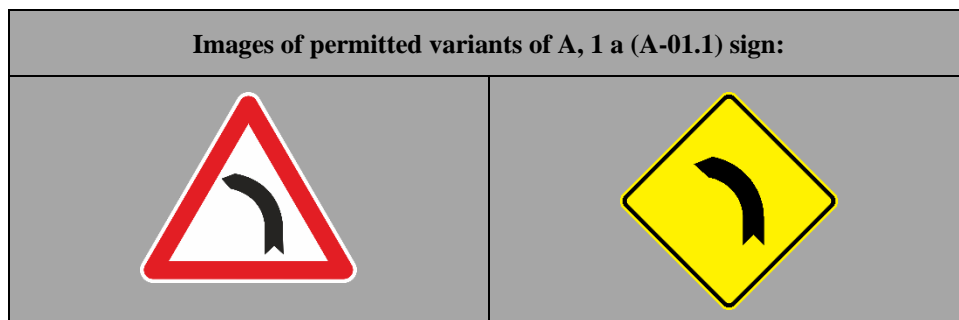 Images of permitted variants of A, 1 a (A-01.1) sign: